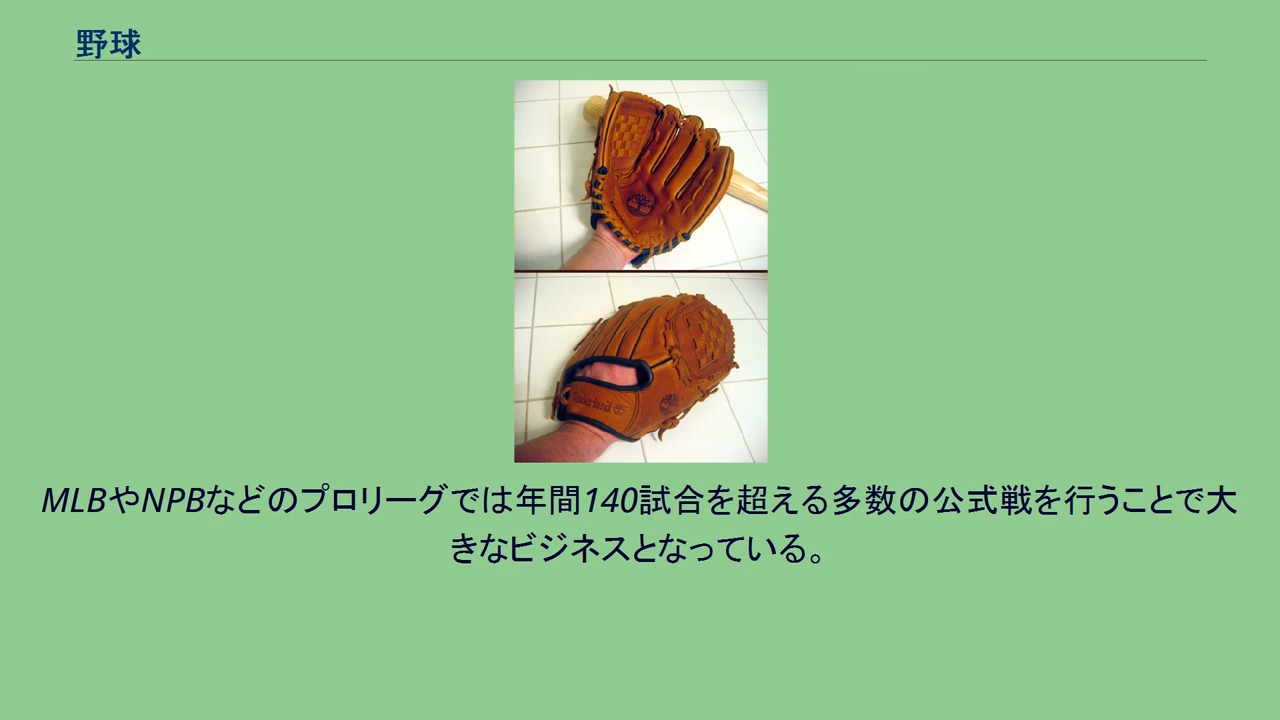 野球
Timberland
MLBやNPBなどのプロリーグでは年間140試合を超える多数の公式戦を行うことで大
きなビジネスとなっている。